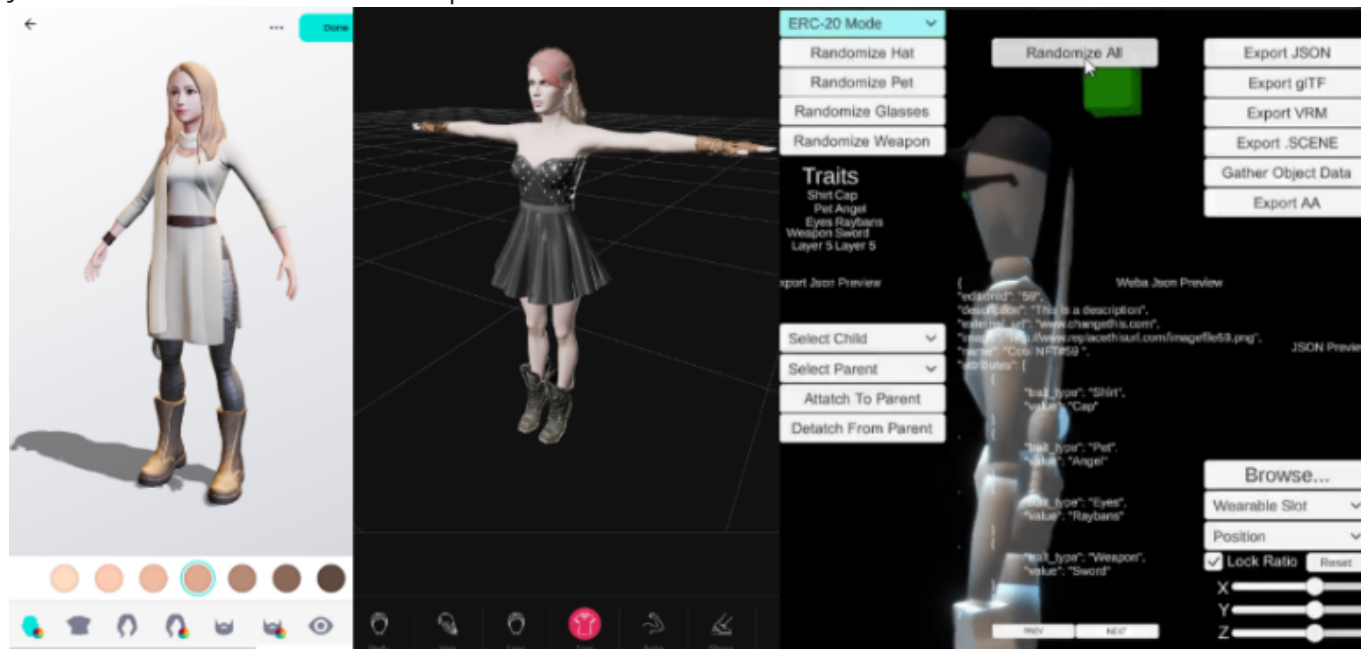 Done
ERC-20 Mode
Randomize Hat
Randomize Pet
Randomize Glasses
Randomize Weapon
Traits
Shirt Cap
Pet Angel
Eyes Raybans
Weapon Sword
Layer 5 Layer 5
xport Json Preview
Select Child
Select Parent
Attatch To Parent
Detatch From Parent
Randomize All
Export JSON
Export glTF
Export VRM
Export .SCENE
Gather Object Data
Export AA
Weba Json Preview
{
"description": "This is a description",
"external_url": "www.changethis.com",
JSON Previe
"name": "Cool NFT#59 ",
"attributes": [
{
"trait_type": "Shirt",
"value": "Cap"
"trait_type": "Pet",
"value": "Angel"
"trait_type": "Eyes",
"value": "Raybans"
"trait_type": "Weapon",
"value": "Sword"
PREV
NEXT
Browse...
Wearable Slot
Position
Lock Ratio
Reset
X
Y
Z